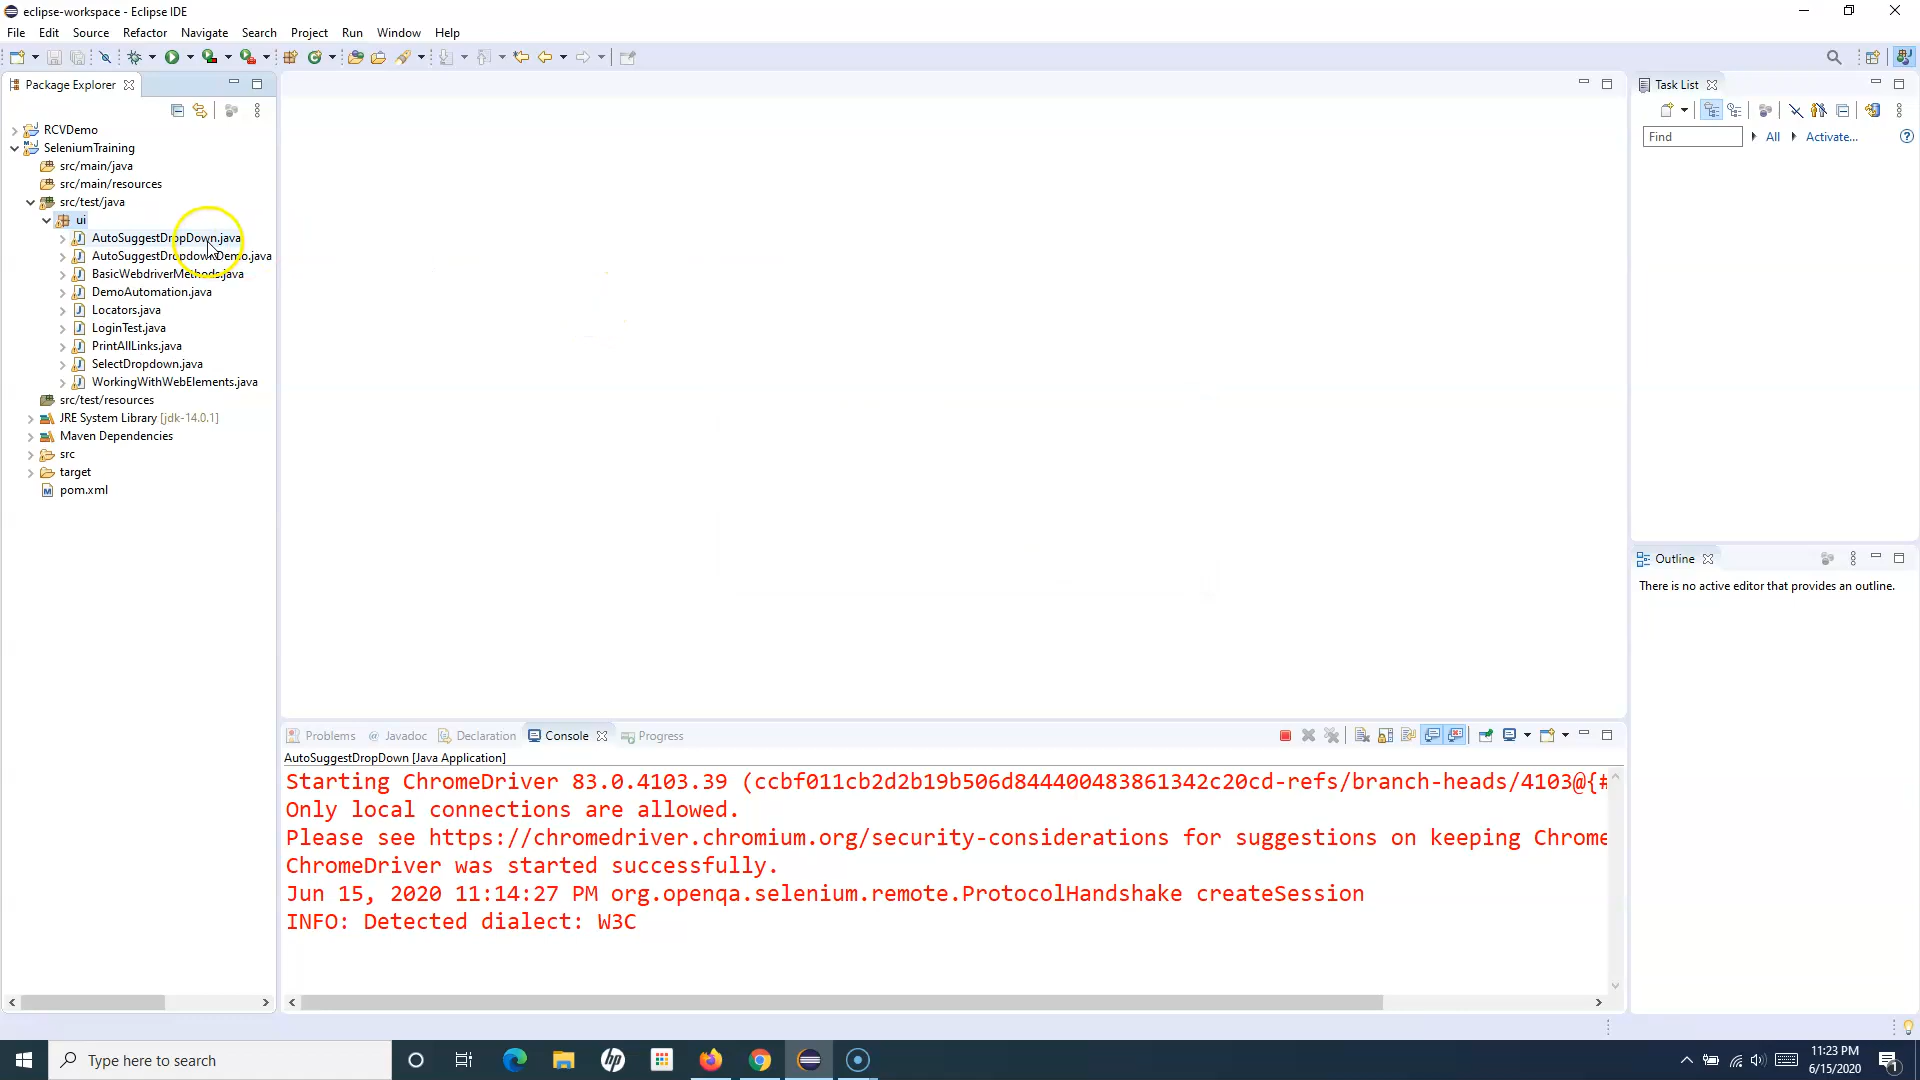 eclipse-workspace - Eclipse IDE
File Edit Source Refactor Navigate Search Project Run Window Help
Package Explorer
RCVDemo
SeleniumTraining
src/main/java
src/main/resources
src/test/java
ui
AutoSuggestDropDown.java
AutoSuggestDropdownDemo.java
BasicWebdriverMethods.java
DemoAutomation.java
Locators.java
LoginTest.java
PrintAllLinks.java
SelectDropdown.java
WorkingWithWebElements.java
src/test/resources
JRE System Library [jdk-14.0.1]
Maven Dependencies
src
target
pom.xml
Task List
Find All Activate...
Outline
There is no active editor that provides an outline.
Problems Javadoc Declaration Console Progress
AutoSuggestDropDown [Java Application]
Starting ChromeDriver 83.0.4103.39 (ccbf011cb2d2b19b506d844400483861342c20cd-refs/branch-heads/4103@{#
Only local connections are allowed.
Please see https://chromedriver.chromium.org/security-considerations for suggestions on keeping Chrome
ChromeDriver was started successfully.
Jun 15, 2020 11:14:27 PM org.openqa.selenium.remote.ProtocolHandshake createSession
INFO: Detected dialect: W3C
Type here to search
11:23 PM
6/15/2020